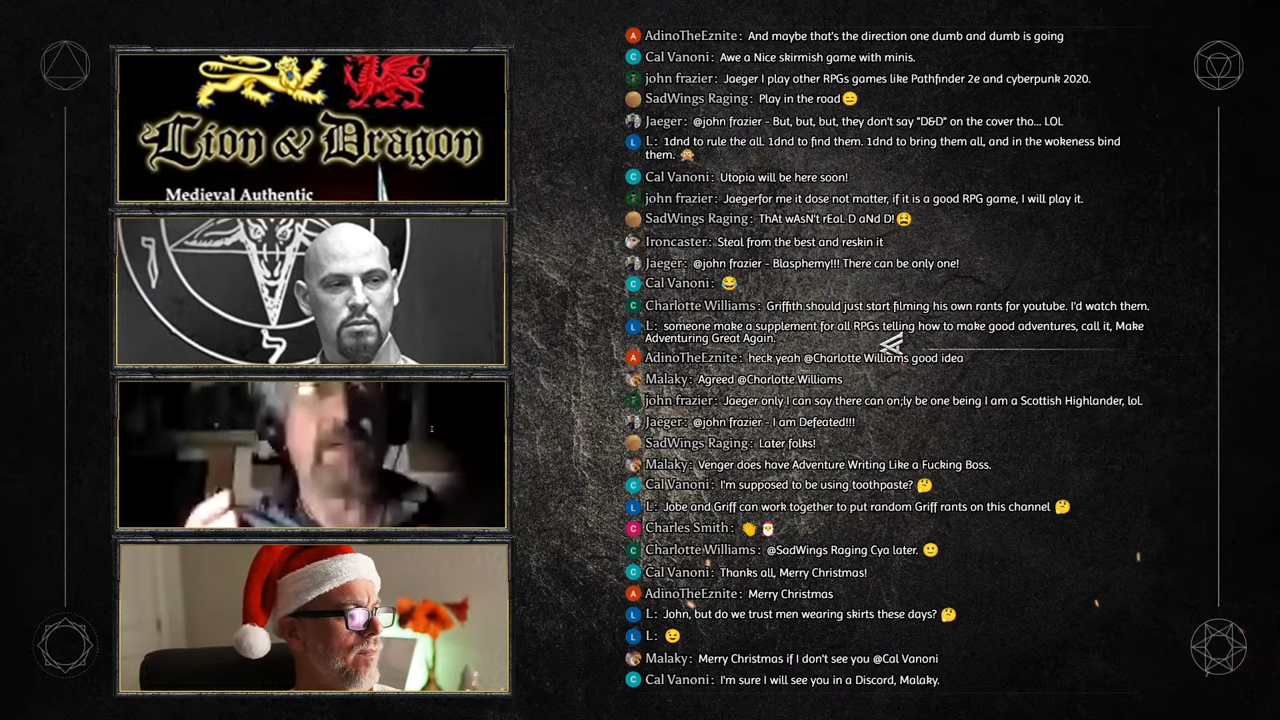 Lion & Dragon
Medieval Authentic
A AdinoTheEznite: And maybe that's the direction one dumb and dumb is going
C Cal Vanoni: Awe a Nice skirmish game with minis.
john frazier: Jaeger I play other RPGs games like Pathfinder 2e and cyberpunk 2020.
SadWings Raging: Play in the road😑
Jaeger: @john frazier - But, but, but, they don't say "D&D" on the cover tho... LOL
L L: 1dnd to rule the all. 1dnd to find them. 1dnd to bring them all, and in the wokeness bind
them. 🙊
C Cal Vanoni: Utopia will be here soon!
john frazier: Jaegerfor me it dose no matter, if it is a good RPG game, I will play it.
SadWings Raging: ThAt wAsN't rEaL D aNd D!😫
Ironcaster: Steal from the best and reskin it
Jaeger: @john frazier - Blasphemy!!! There can be only one!
C Cal Vanoni: 😂
C Charlotte Williams: Griffith should just start filming his own rants for youtube. I'd watch them.
L L: someone make a supplement for all RPGs telling how to make good adventures, call it, Make
Adventuring Great Again.
A AdinoTheEznite: heck yeah @Charlotte Williams good idea
Malaky: Agreed @Charlotte Williams
john frazier: Jaeger only I can say there can on;ly be one being I am a Scottish Highlander, lol.
Jaeger: @john frazier - I am Defeated!!!
SadWings Raging: Later folks!
Malaky: Venger does have Adventure Writing Like a Fucking Boss.
C Cal Vanoni: I'm supposed to be using toothpaste? 🤔
L L: Jobe and Griff can work together to put random Griff rants on this channel 🤔
C Charles Smith: 👏🎅
C Charlotte Williams: @SadWings Raging Cya later. 🙂
C Cal Vanoni: Thanks all, Merry Christmas!
A AdinoTheEznite: Merry Christmas
L L: John, but do we trust men wearing skirts these days? 🤔
L L: 😉
Malaky: Merry Christmas if I don't see you @Cal Vanoni
C Cal Vanoni: I'm sure I will see you in a Discord, Malaky.